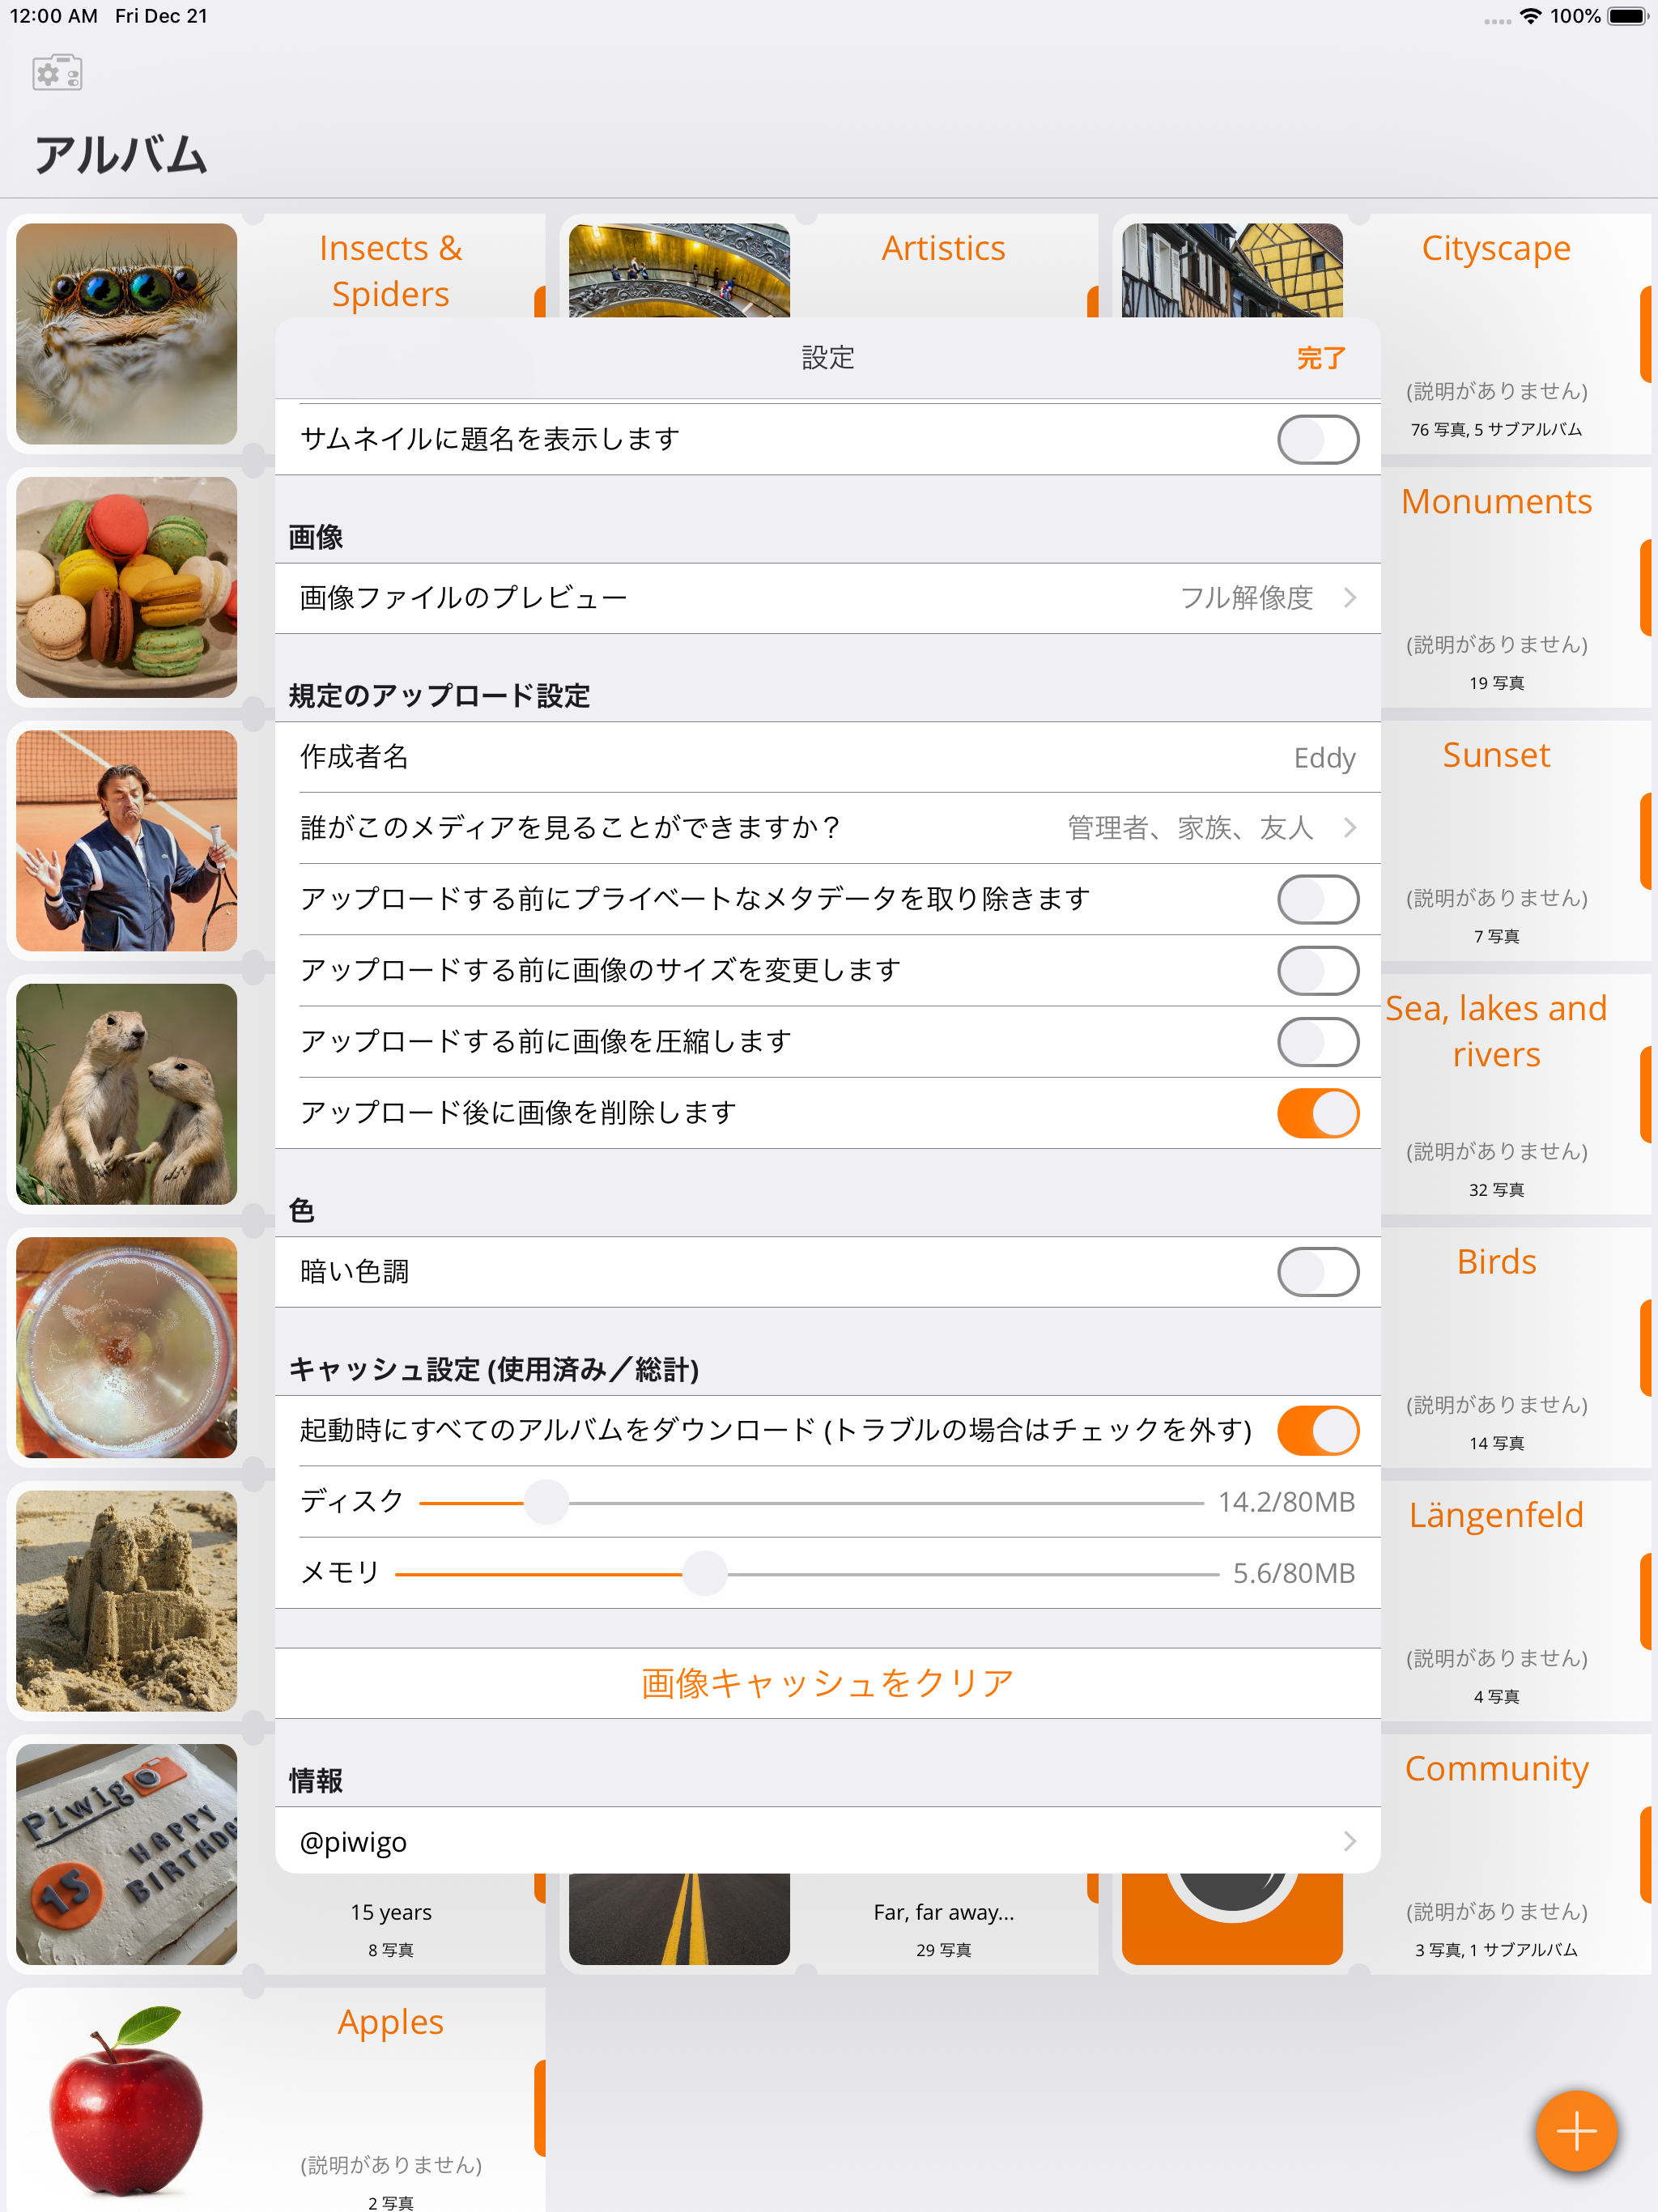 12:00 AM Fri Dec 21
100%
アルバム
Insects &
Spiders
Artistics
Cityscape
(説明がありません)
76 写真, 5 サブアルバム
設定
完了
サムネイルに題名を表示します
画像
画像ファイルのプレビュー
フル解像度
規定のアップロード設定
作成者名
Eddy
誰がこのメディアを見ることができますか？
管理者、家族、友人
アップロードする前にプライベートなメタデータを取り除きます
アップロードする前に画像のサイズを変更します
アップロードする前に画像を圧縮します
アップロード後に画像を削除します
色
暗い色調
キャッシュ設定 (使用済み／総計)
起動時にすべてのアルバムをダウンロード (トラブルの場合はチェックを外す)
ディスク
14.2/80MB
メモリ
5.6/80MB
画像キャッシュをクリア
情報
@piwigo
Monuments
(説明がありません)
19 写真
Sunset
(説明がありません)
7 写真
Sea, lakes and
rivers
(説明がありません)
32 写真
Birds
(説明がありません)
14 写真
Längenfeld
(説明がありません)
4 写真
Piwigo
HAPPY
15
15 years
8 写真
Far, far away...
29 写真
Community
(説明がありません)
3 写真, 1 サブアルバム
Apples
(説明がありません)
2 写真